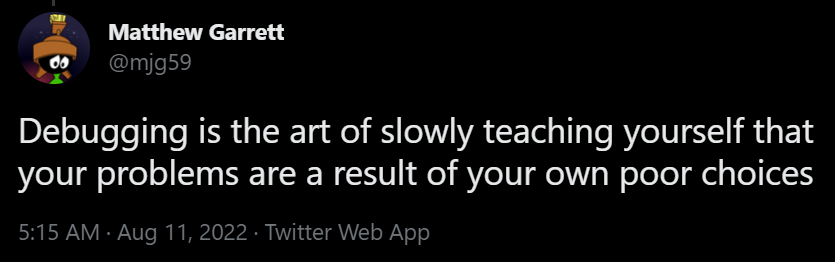 Matthew Garrett
@mjg59
Debugging is the art of slowly teaching yourself that
your problems are a result of your own poor choices
5:15 AM · Aug 11, 2022 · Twitter Web App